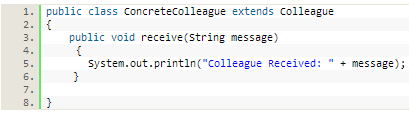 1. public class ConcreteColleague extends Colleague
2. {
3.     public void receive(String message)
4.      {
5.       System.out.println("Colleague Received: " + message);
6.     }
7.
8. }